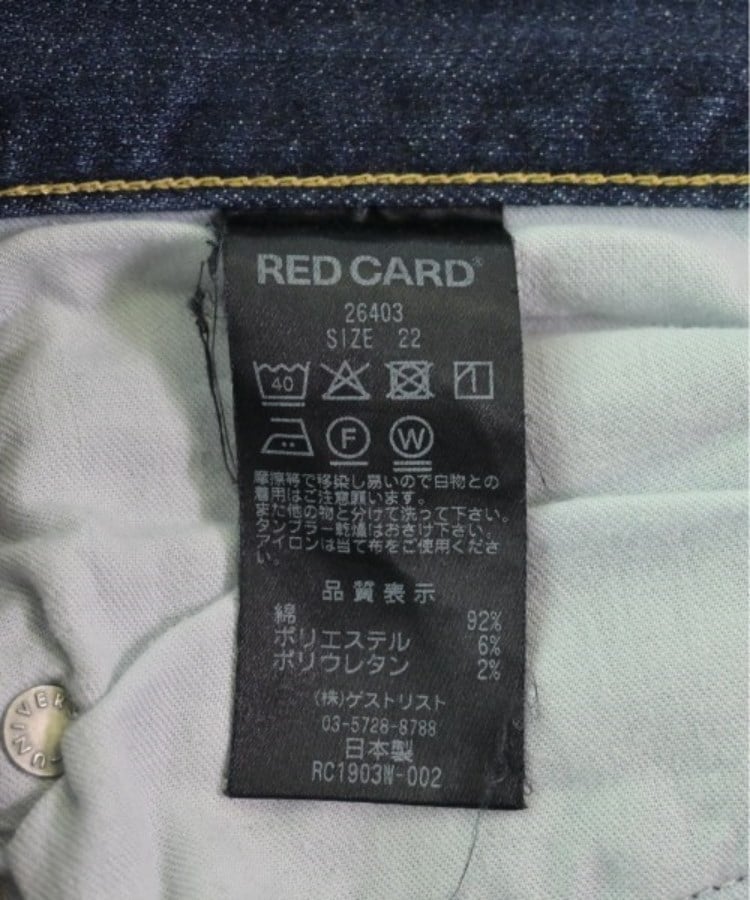 RED CARD®
26403
SIZE 22
40
F W
摩擦等で移染し易いので白物との
着用はご注意願います。
また他の物と分けて洗って下さい。
タンブラー乾燥はおさけ下さい。
アイロンは当て布をご使用くださ
い。
品質表示
綿 92%
ポリエステル 6%
ポリウレタン 2%
(株)ゲストリスト
03-5728-8788
日本製
RC1903W-002
UNIVER